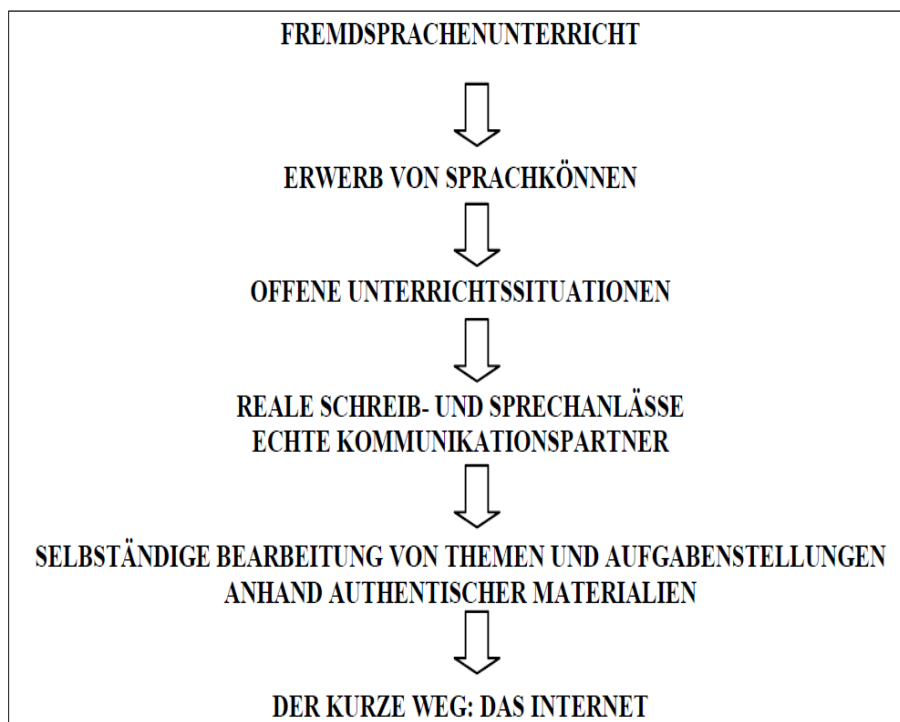 FREMDSPRACHENUNTERRICHT
ERWERB VON SPRACHKÖNNEN
OFFENE UNTERRICHTSSITUATIONEN
REALE SCHREIB- UND SPRECHANLÄSSE
ECHTE KOMMUNIKATIONSPARTNER
SELBSTÄNDIGE BEARBEITUNG VON THEMEN UND AUFGABENSTELLUNGEN
ANHAND AUTHENTISCHER MATERIALIEN
DER KURZE WEG: DAS INTERNET